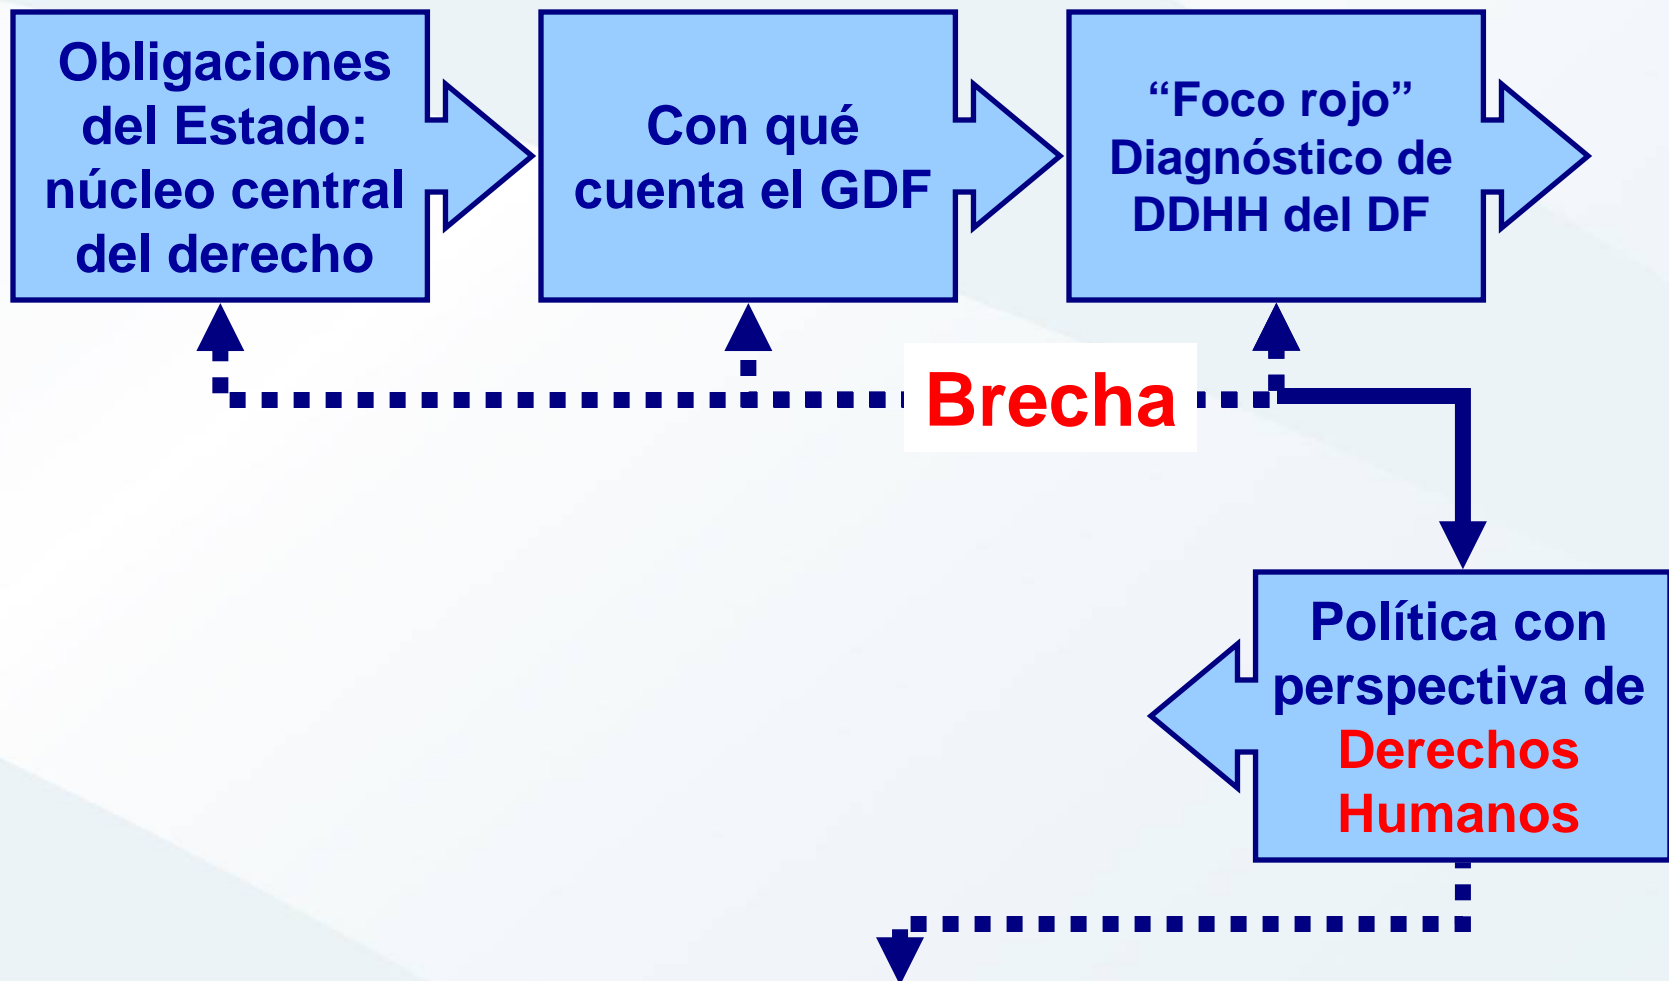 Obligaciones
del Estado:
núcleo central
del derecho
Con qué
cuenta el GDF
“Foco rojo”
Diagnóstico de
DDHH del DF
Brecha
Política con
perspectiva de
Derechos
Humanos